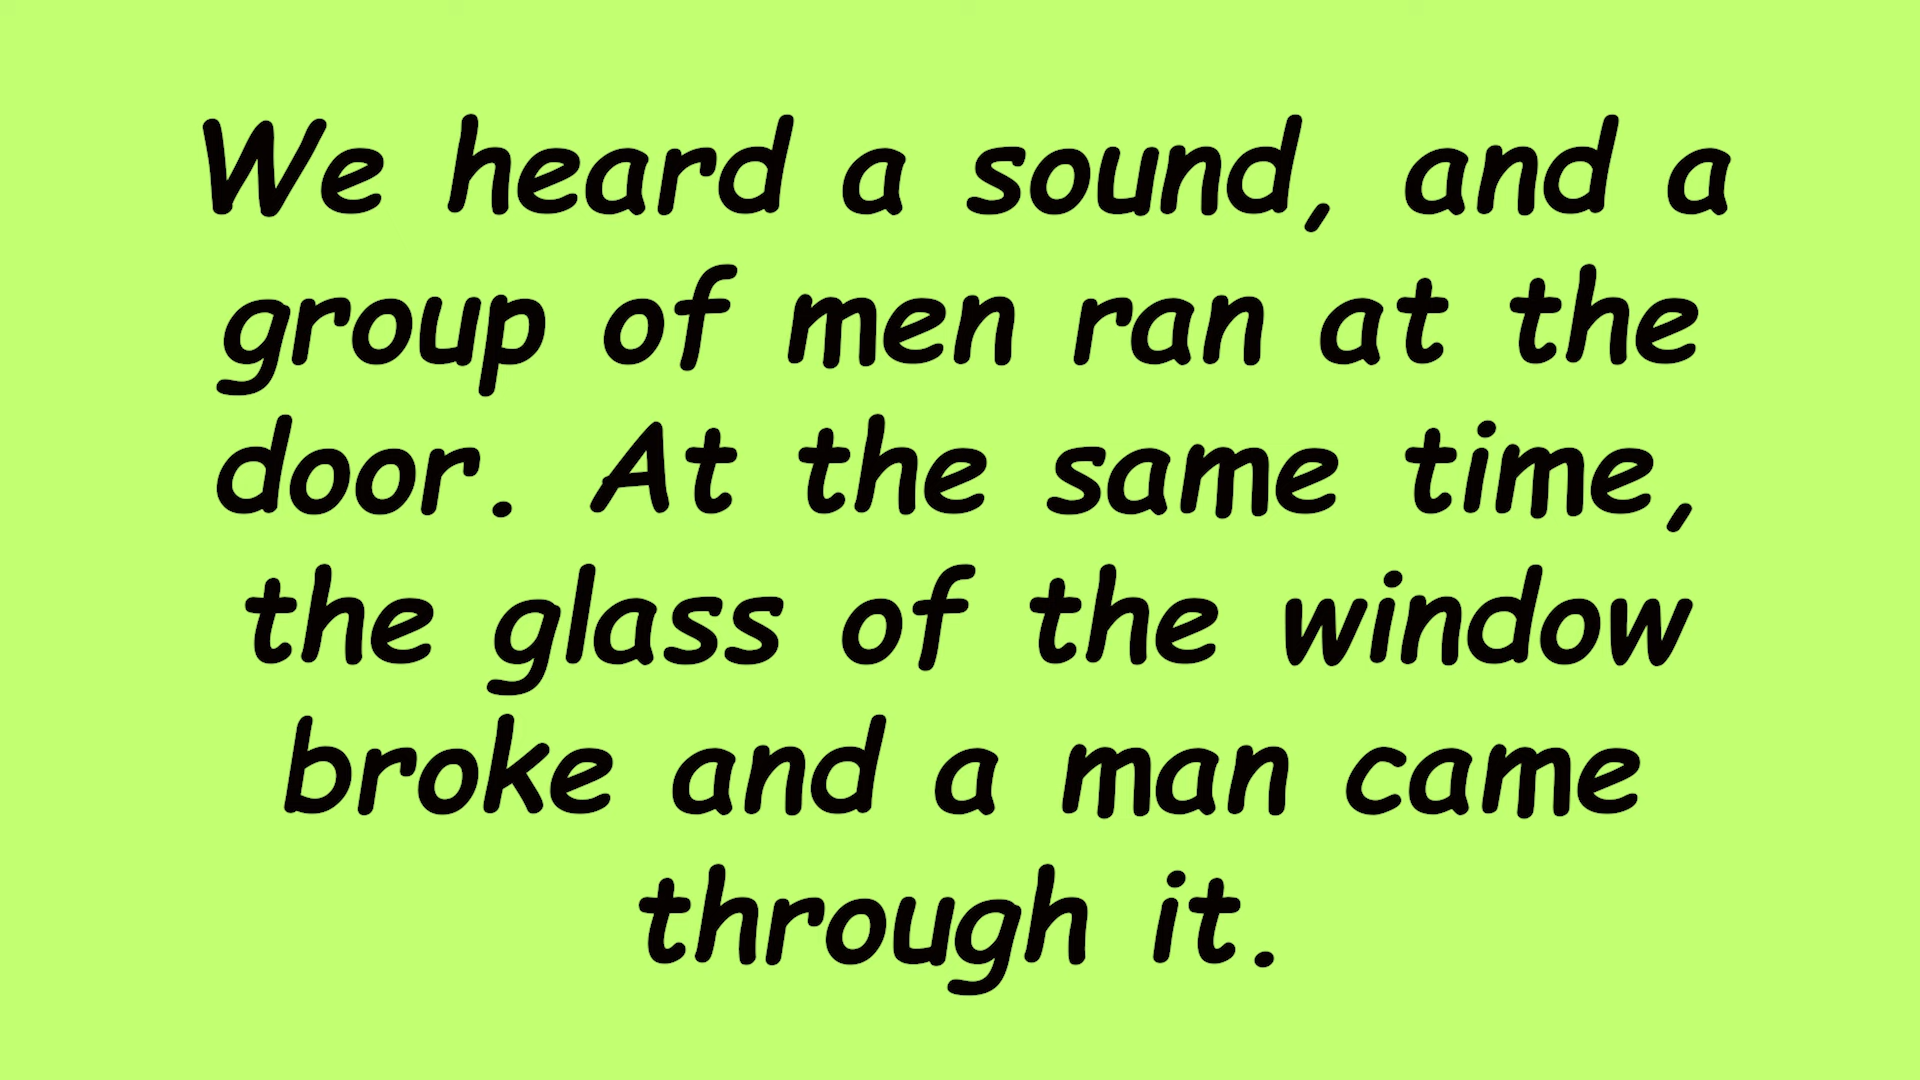 We heard a sound, and a
group of men ran at the
door. At the same time,
the glass of the window
broke and a man came
through it.